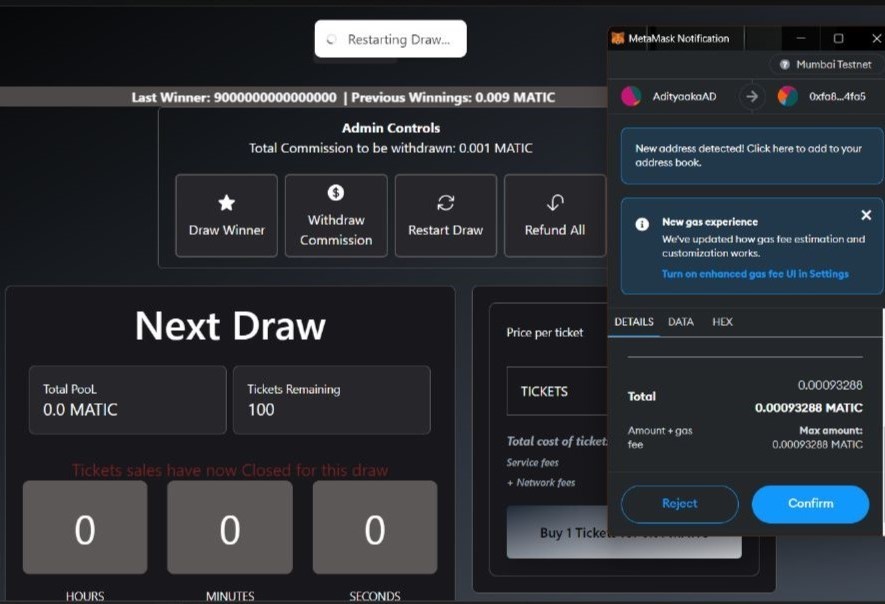 Restarting Draw...
Last Winner: 9000000000000000 | Previous Winnings: 0.009 MATIC
Admin Controls
Total Commission to be withdrawn: 0.001 MATIC
Draw Winner
Withdraw
Commission
Restart Draw
Refund All
Next Draw
Total PooL
0.0 MATIC
Tickets Remaining
100
Tickets sales have now Closed for this draw
0
0
0
HOURS
MINUTES
SECONDS
Price per ticket
TICKETS
Total cost of ticket
Service fees
+ Network fees
Buy 1 Ticke
MetaMask Notification
Mumbai Testnet
AdityaakaAD
0xfa8...4fa5
New address detected! Click here to add to your
address book.
New gas experience
We've updated how gas fee estimation and
customization works.
Turn on enhanced gas fee UI in Settings
DETAILS
DATA
HEX
0.00093288
Total
0.00093288 MATIC
Amount + gas
fee
Max amount:
0.00093288 MATIC
Reject
Confirm